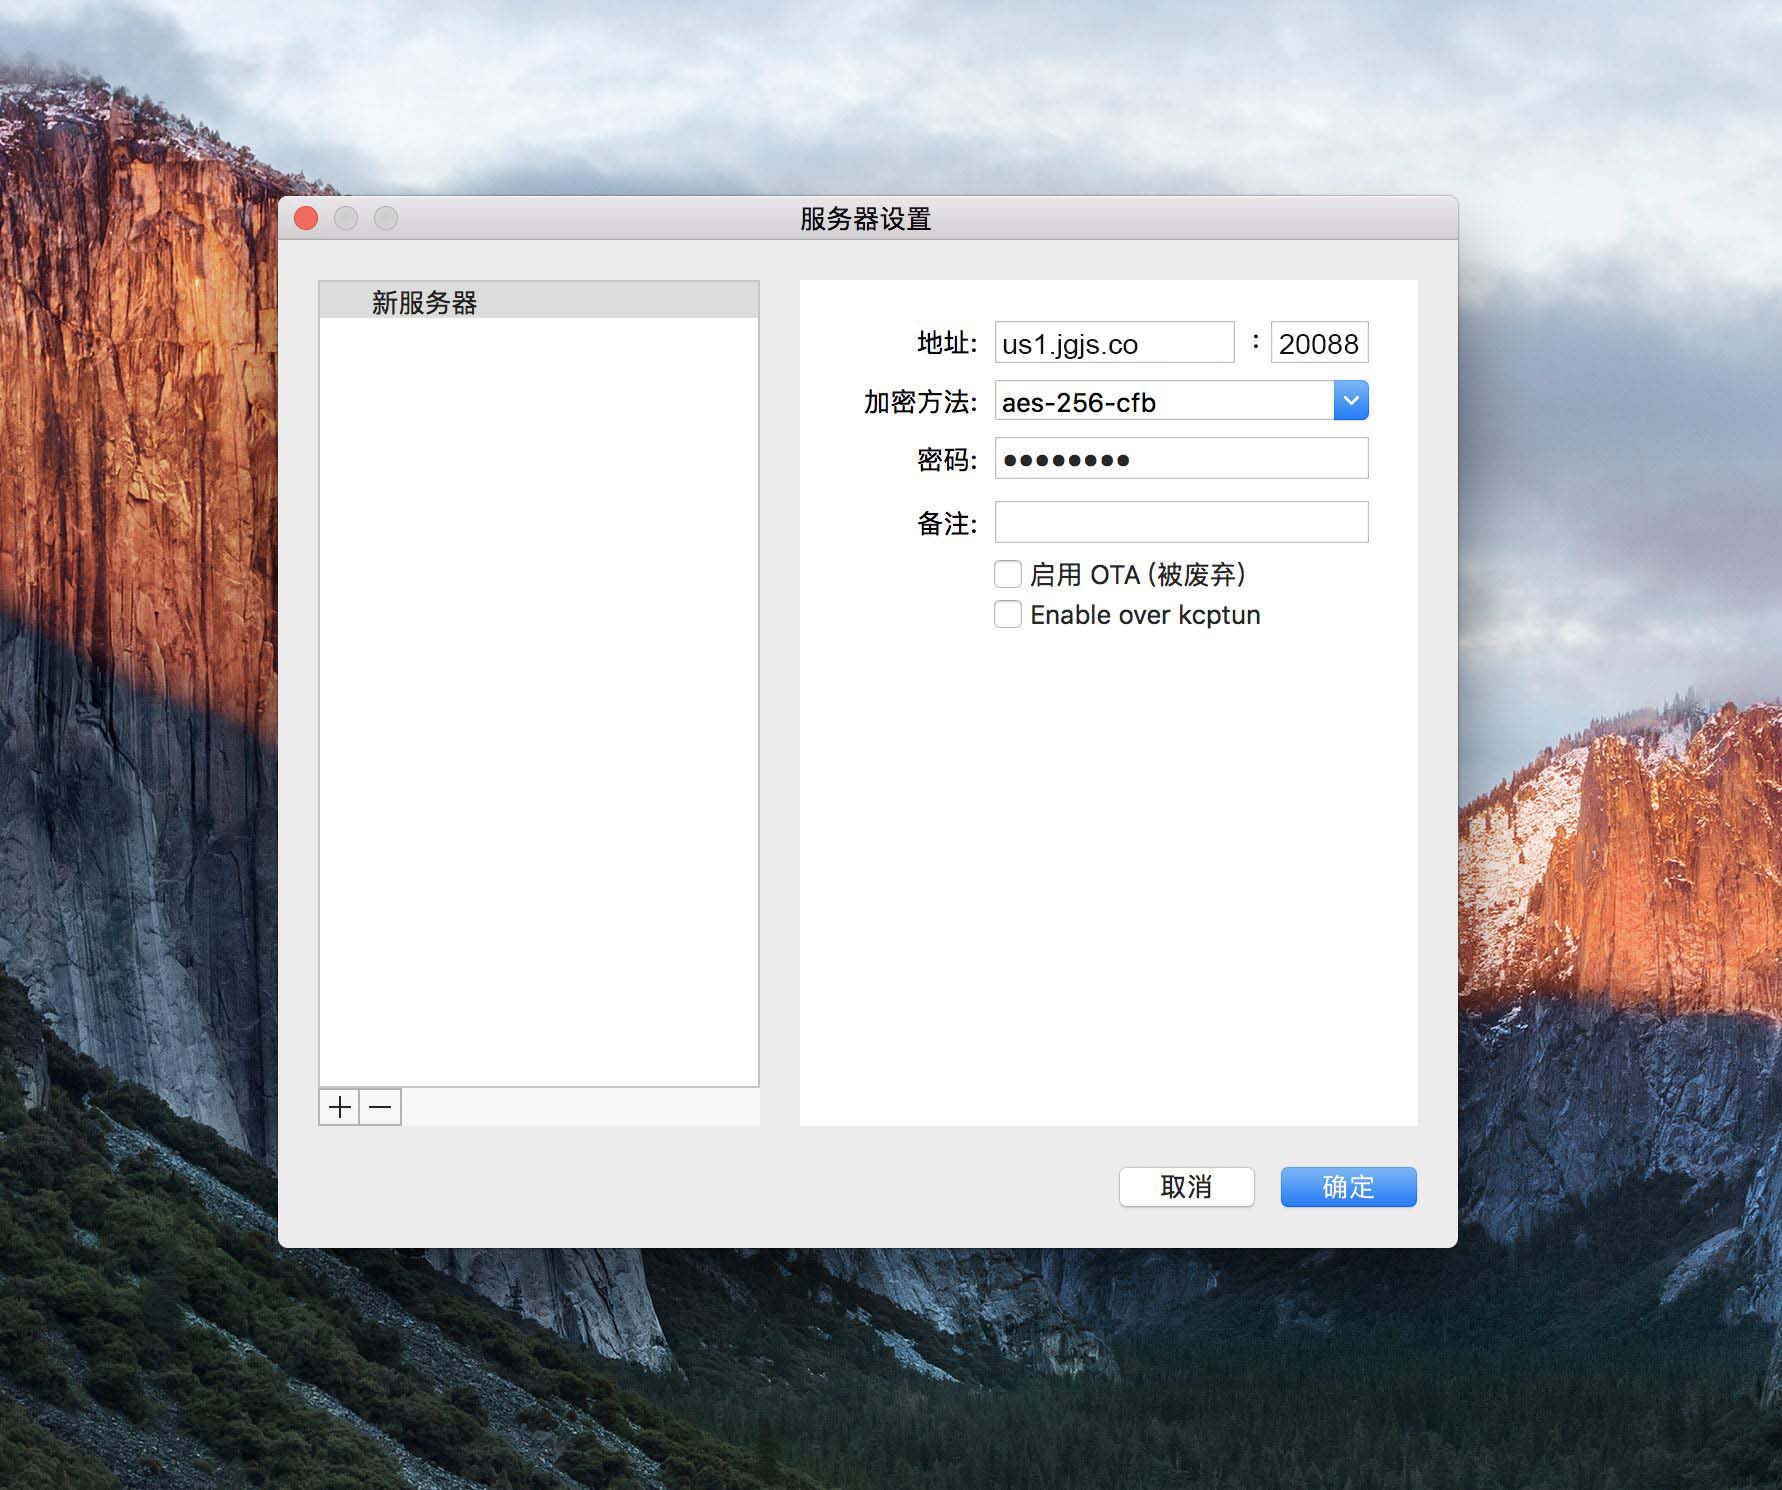 服务器设置
新服务器
地址: us1.jgjs.co : 20088
加密方法: aes-256-cfb
密码: ●●●●●●●●
备注:
启用 OTA (被废弃)
Enable over kcptun
取消 确定